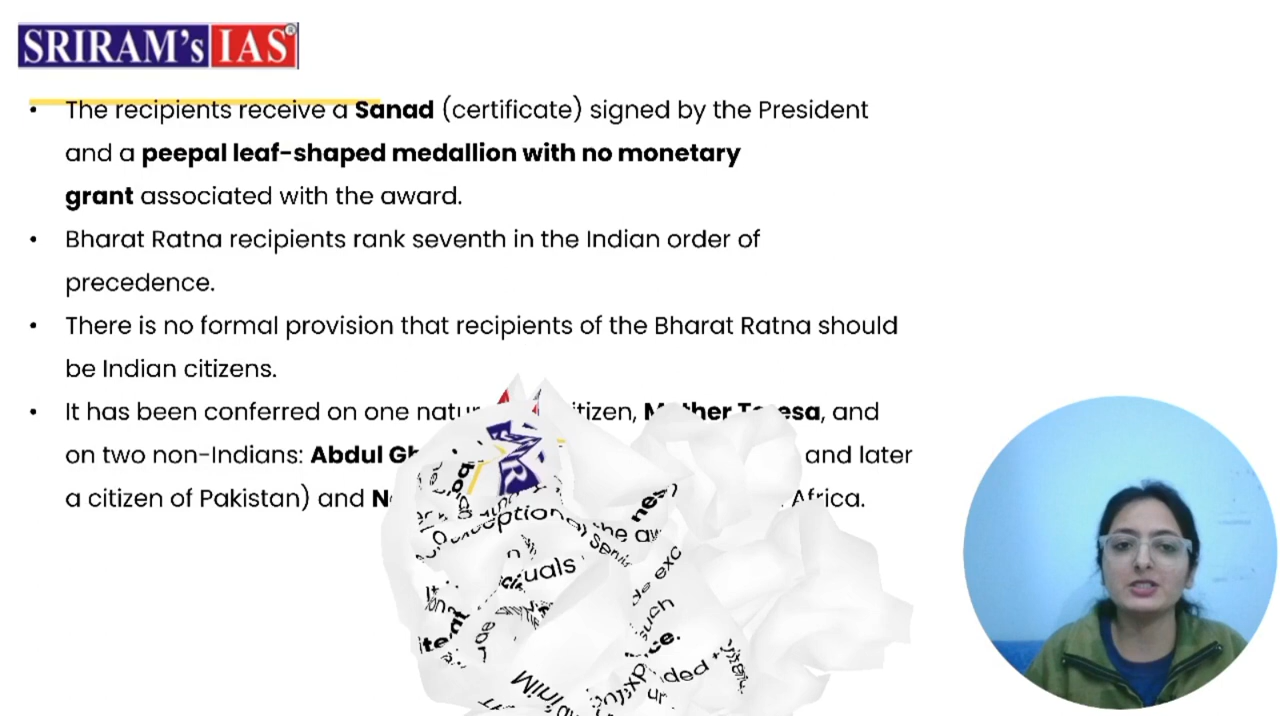 SRIRAM's IAS®
• The recipients receive a Sanad (certificate) signed by the President
and a peepal leaf-shaped medallion with no monetary
grant associated with the award.
• Bharat Ratna recipients rank seventh in the Indian order of
precedence.
• There is no formal provision that recipients of the Bharat Ratna should
be Indian citizens.
• It has been conferred on one citizen, Mother Teresa, and
on two non-Indians: Abdul and later
a citizen of Pakistan) and Africa.